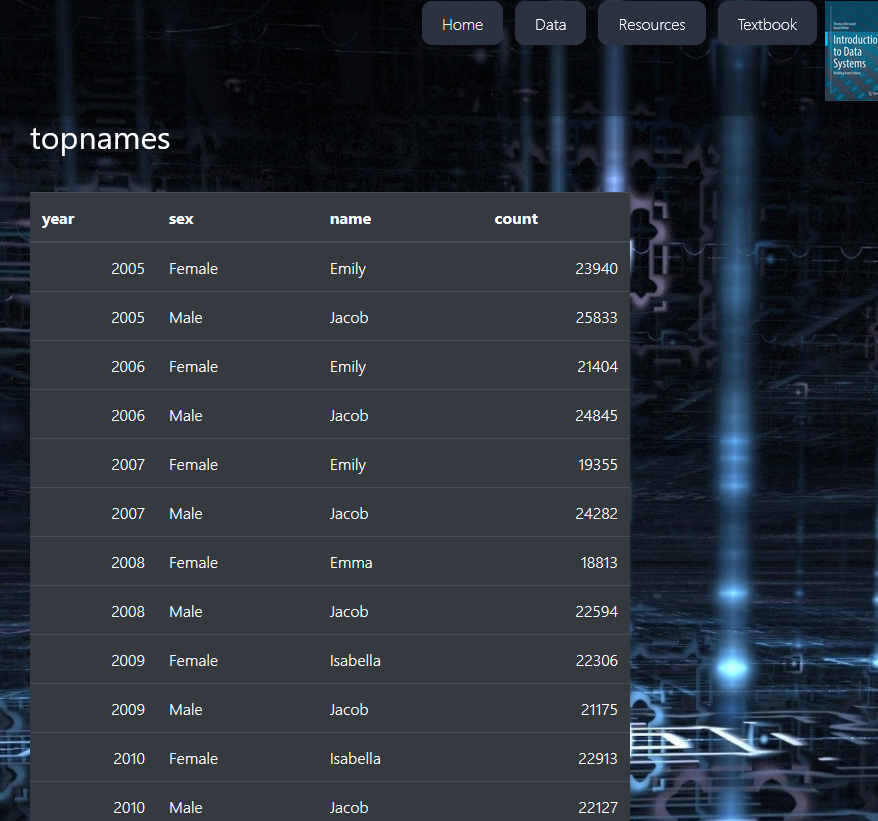 Home Data Resources Textbook
Introductio
to Data
Systems
topnames
year sex name count
2005 Female Emily 23940
2005 Male Jacob 25833
2006 Female Emily 21404
2006 Male Jacob 24845
2007 Female Emily 19355
2007 Male Jacob 24282
2008 Female Emma 18813
2008 Male Jacob 22594
2009 Female Isabella 22306
2009 Male Jacob 21175
2010 Female Isabella 22913
2010 Male Jacob 22127